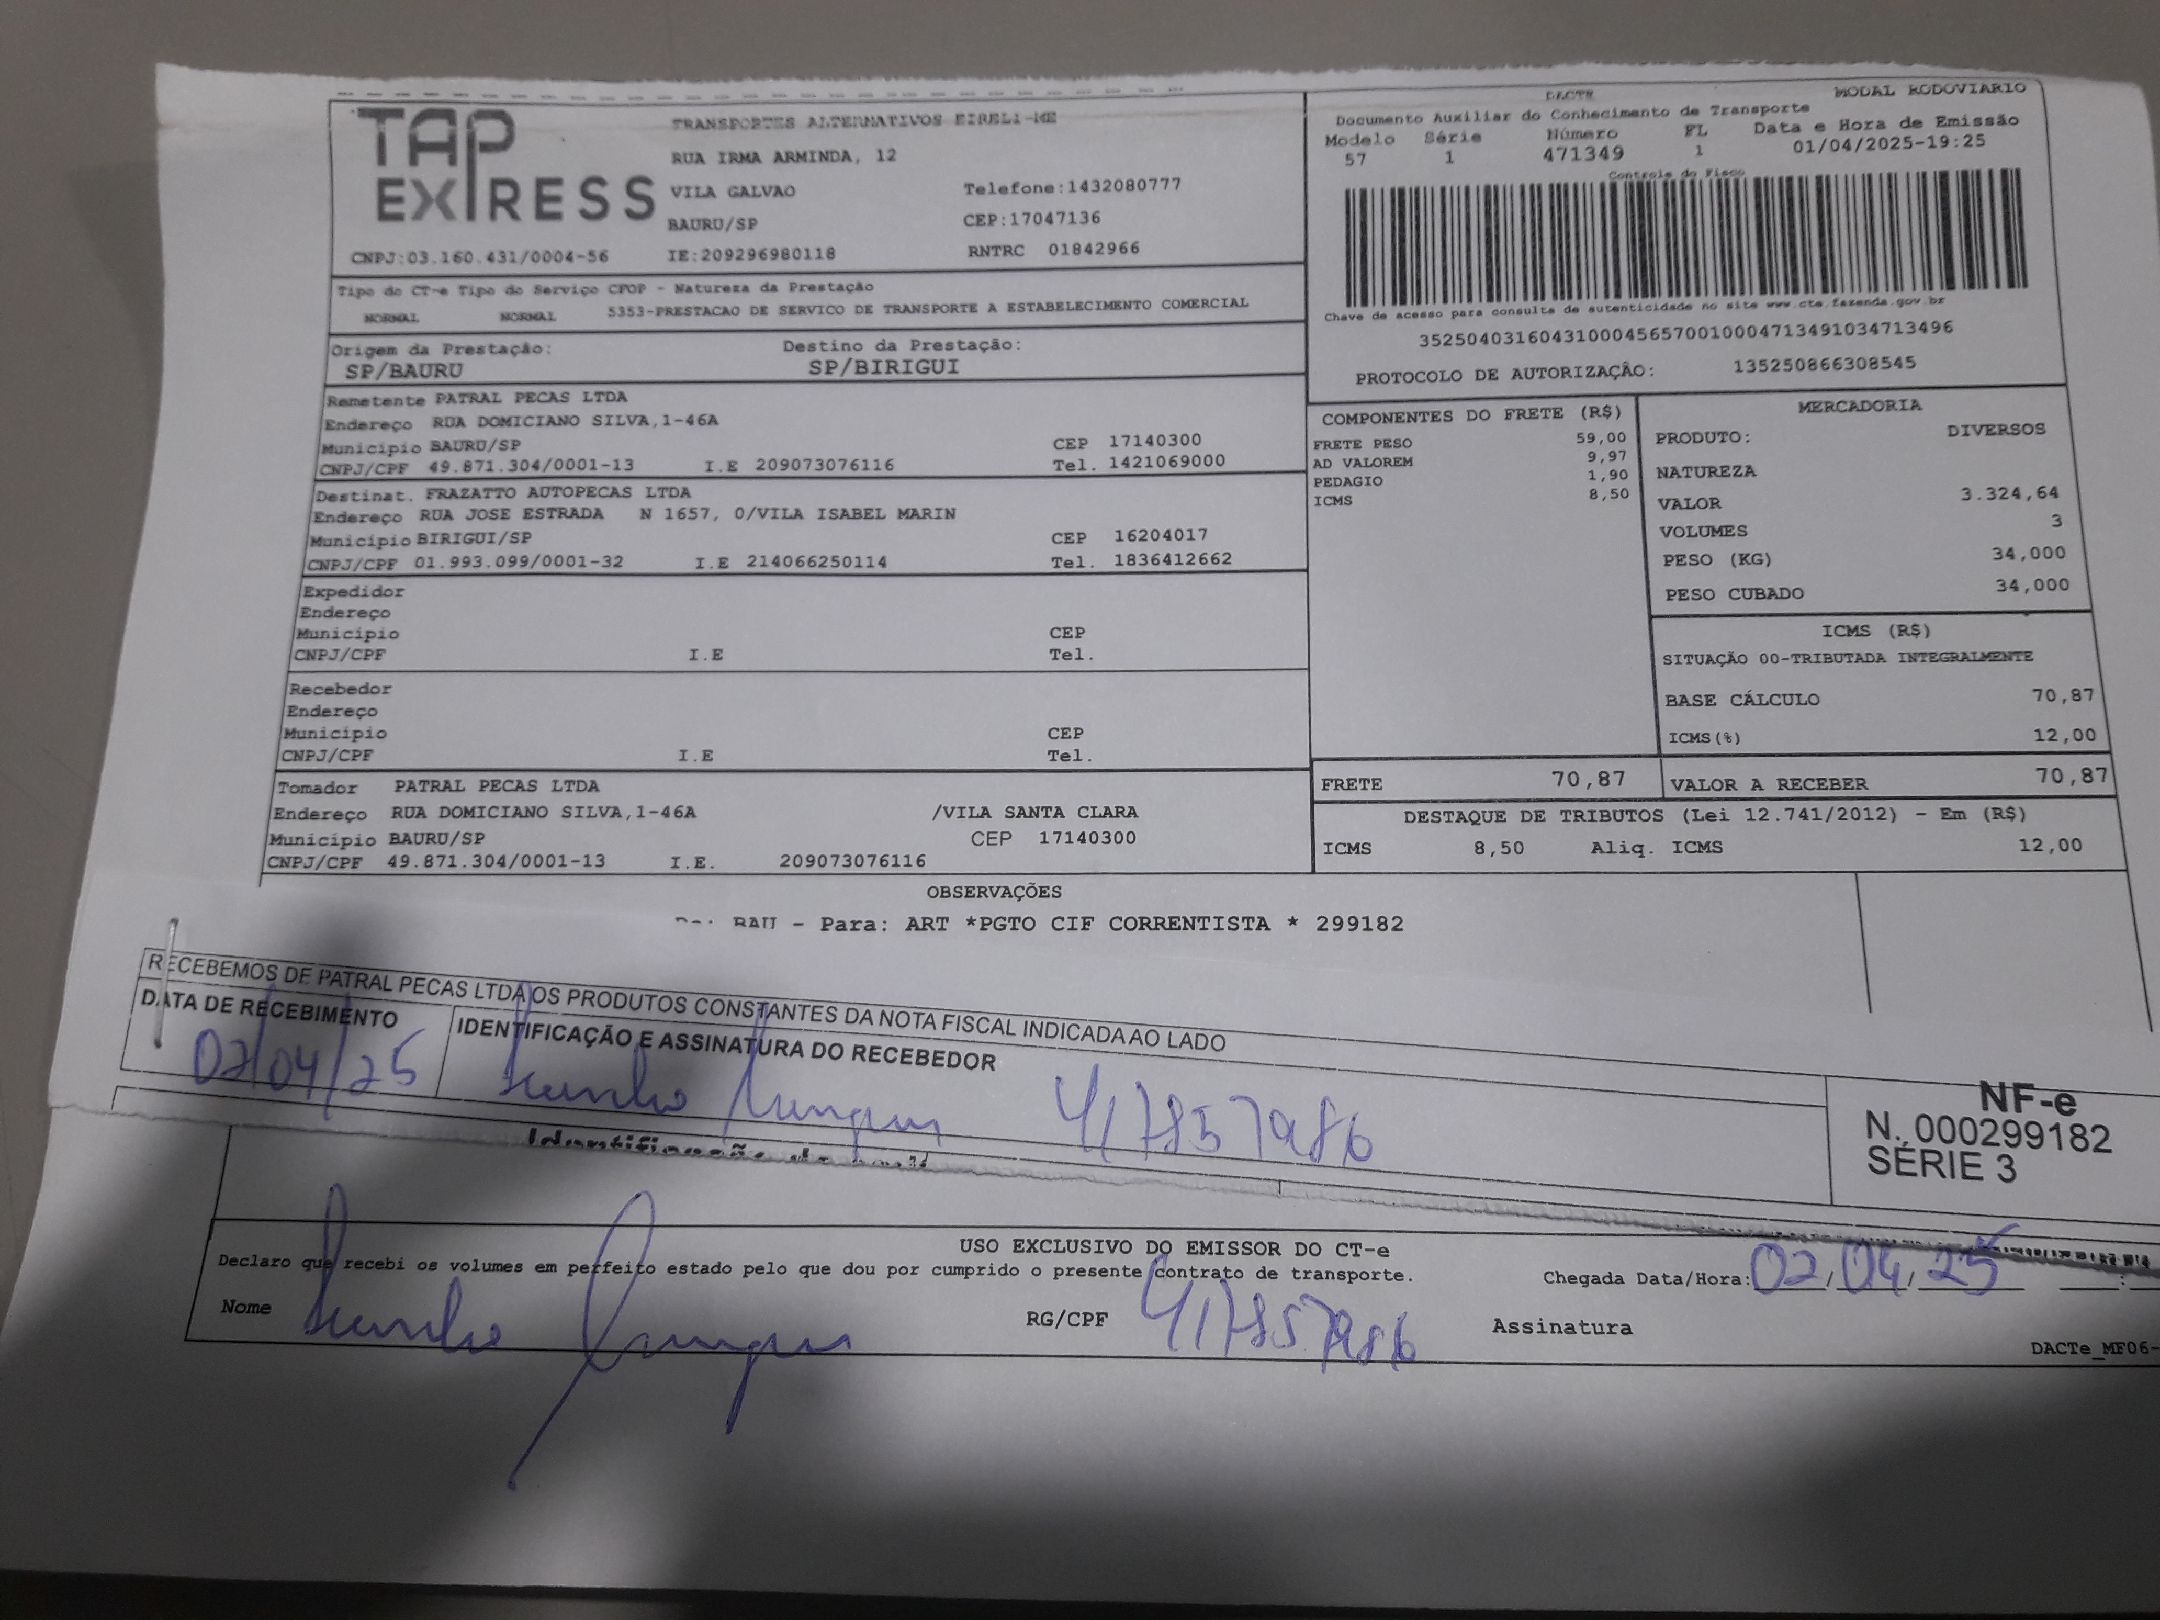 TAP EXPRESS
TRANSPORTES ALTERNATIVOS EIRELI-ME
RUA IRMA ARMINDA, 12
VILA GALVAO Telefone:1432080777
BAURU/SP CEP:17047136
CNPJ:03.160.431/0004-56 IE:209296980118 RNTRC 01842966
DACTE MODAL RODOVIARIO
Documento Auxiliar do Conhecimento de Transporte
Modelo Série Número FL Data e Hora de Emissão
57 1 471349 1 01/04/2025-19:25
Controle do Fisco
Chave de acesso para consulta de autenticidade no site www.cte.fazenda.gov.br
35250403160431000456570010004713491034713496
PROTOCOLO DE AUTORIZAÇÃO: 135250866308545
Tipo do CT-e Tipo do Serviço CFOP - Natureza da Prestação
NORMAL NORMAL 5353-PRESTACAO DE SERVICO DE TRANSPORTE A ESTABELECIMENTO COMERCIAL
Origem da Prestação: Destino da Prestação:
SP/BAURU SP/BIRIGUI
Remetente PATRAL PECAS LTDA
Endereço RUA DOMICIANO SILVA,1-46A
Município BAURU/SP CEP 17140300
CNPJ/CPF 49.871.304/0001-13 I.E 209073076116 Tel. 1421069000
Destinat. FRAZATTO AUTOPECAS LTDA
Endereço RUA JOSE ESTRADA N 1657, 0/VILA ISABEL MARIN
Município BIRIGUI/SP CEP 16204017
CNPJ/CPF 01.993.099/0001-32 I.E 214066250114 Tel. 1836412662
Expedidor
Endereço
Município CEP
CNPJ/CPF I.E Tel.
Recebedor
Endereço
Município CEP
CNPJ/CPF I.E Tel.
Tomador PATRAL PECAS LTDA
Endereço RUA DOMICIANO SILVA,1-46A /VILA SANTA CLARA
Município BAURU/SP CEP 17140300
CNPJ/CPF 49.871.304/0001-13 I.E. 209073076116
COMPONENTES DO FRETE (R$)
FRETE PESO 59,00
AD VALOREM 9,97
PEDAGIO 1,90
ICMS 8,50
MERCADORIA
PRODUTO: DIVERSOS
NATUREZA
VALOR 3.324,64
VOLUMES 3
PESO (KG) 34,000
PESO CUBADO 34,000
ICMS (R$)
SITUAÇÃO 00-TRIBUTADA INTEGRALMENTE
BASE CÁLCULO 70,87
ICMS(%) 12,00
FRETE 70,87 VALOR A RECEBER 70,87
DESTAQUE DE TRIBUTOS (Lei 12.741/2012) - Em (R$)
ICMS 8,50 Aliq. ICMS 12,00
OBSERVAÇÕES
BAU - Para: ART *PGTO CIF CORRENTISTA * 299182
RECEBEMOS DE PATRAL PECAS LTDA OS PRODUTOS CONSTANTES DA NOTA FISCAL INDICADA AO LADO
DATA DE RECEBIMENTO IDENTIFICAÇÃO E ASSINATURA DO RECEBEDOR
02/04/25 417857986
NF-e
N. 000299182
SÉRIE 3
USO EXCLUSIVO DO EMISSOR DO CT-e
Declaro que recebi os volumes em perfeito estado pelo que dou por cumprido o presente contrato de transporte. Chegada Data/Hora: 02/04/25
Nome RG/CPF 417857986 Assinatura
DACTe_MF06-